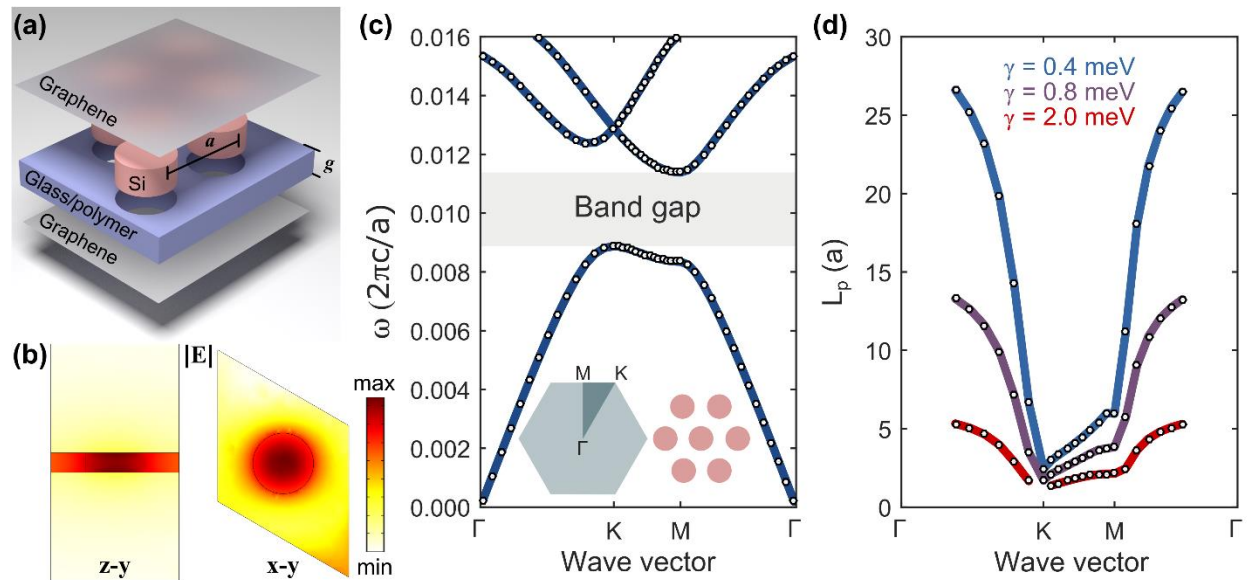 (a)
Graphene
a
Si
g
Glass/polymer
Graphene
(b)
|E|
max
min
z-y
x-y
(c)
0.016
0.014
0.012
0.010
0.008
0.006
0.004
0.002
0.000
ω (2πc/a)
Band gap
M K
Γ
Γ K M Γ
Wave vector
(d)
30
25
20
15
10
5
0
Lp (a)
γ = 0.4 meV
γ = 0.8 meV
γ = 2.0 meV
Γ K M Γ
Wave vector